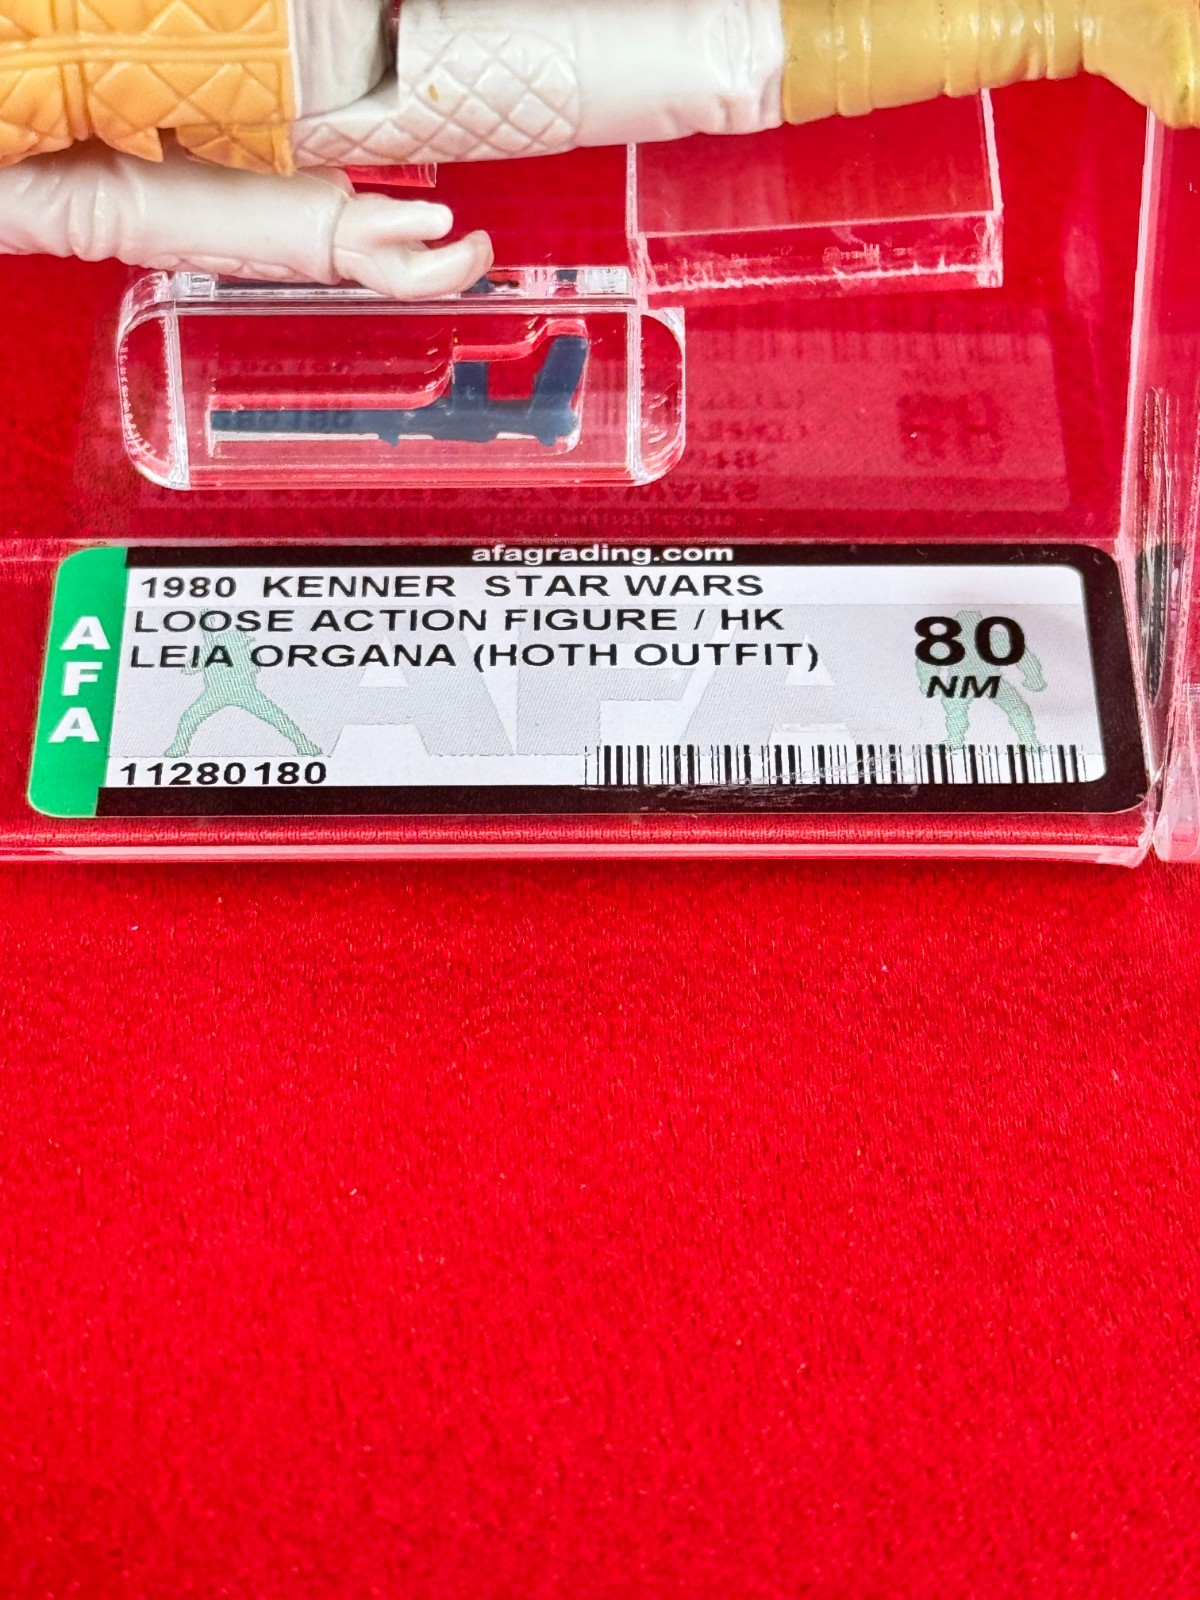 afagrading.com
AFA
1980 KENNER STAR WARS
LOOSE ACTION FIGURE / HK
LEIA ORGANA (HOTH OUTFIT)
80
NM
11280180